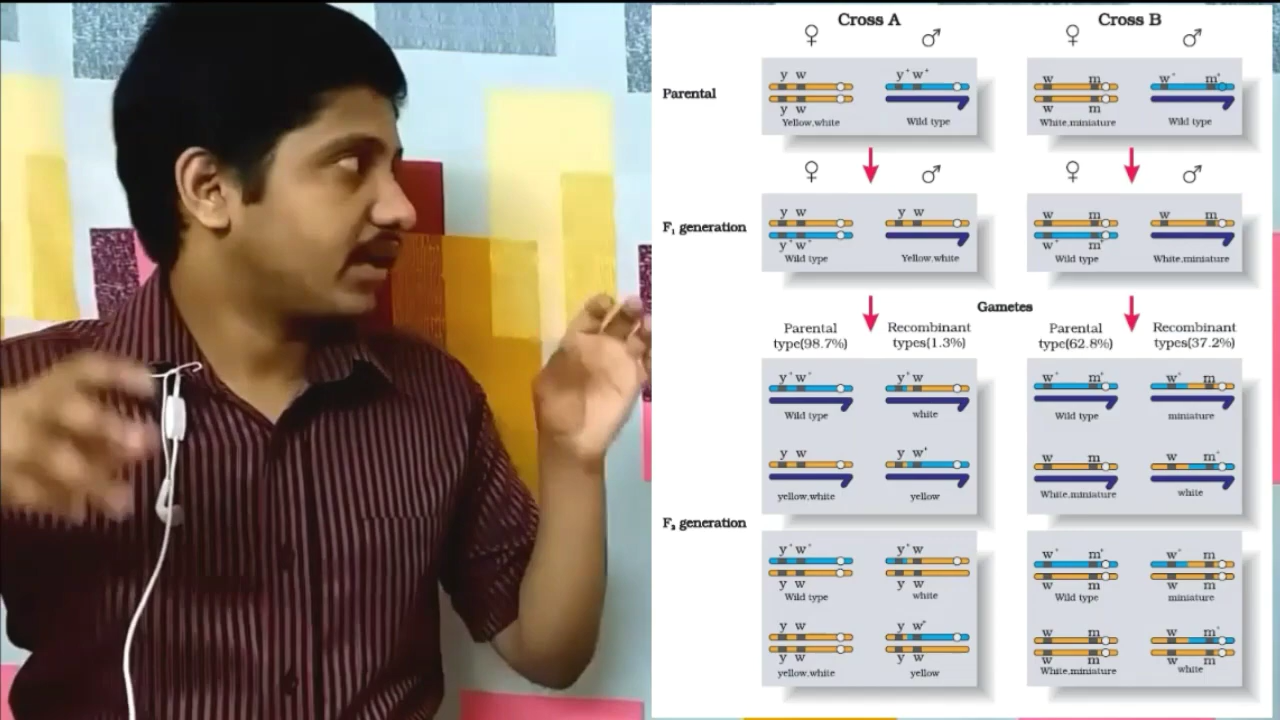 Cross A Cross B
♀ ♂ ♀ ♂
Parental
y w y⁺ w⁺ w m w⁺ m⁺
y w w m
Yellow.white Wild type White.miniature Wild type
♀ ♂ ♀ ♂
F₁ generation
y w y w w m w m
y⁺ w⁺ w⁺ m⁺
Wild type Yellow.white Wild type White.miniature
Gametes
Parental Recombinant Parental Recombinant
type(98.7%) types(1.3%) type(62.8%) types(37.2%)
y⁺ w⁺ y⁺ w w⁺ m⁺ w⁺ m
Wild type white Wild type miniature
y w y w⁺ w m w m⁺
yellow.white yellow White.miniature white
F₂ generation
y⁺ w⁺ y⁺ w w⁺ m⁺ w⁺ m
y w y w w m w m
Wild type white Wild type miniature
y w y w⁺ w m w m⁺
y w y w w m w m
yellow.white yellow White.miniature white